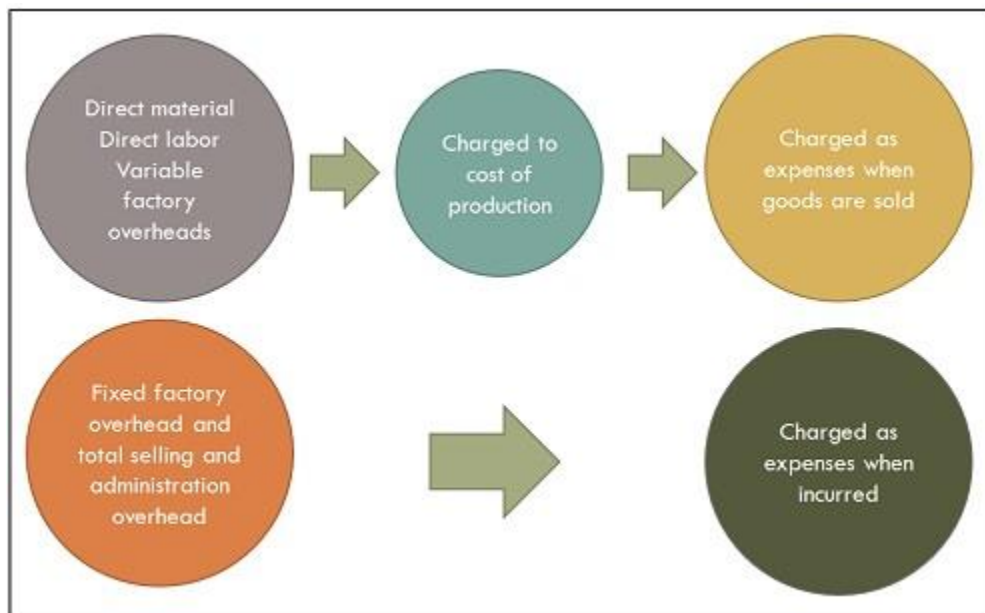 Direct material
Direct labor
Variable
factory
overheads
Charged to
cost of
production
Charged as
expenses when
goods are sold
Fixed factory
overhead and
total selling and
administration
overhead
Charged as
expenses when
incurred